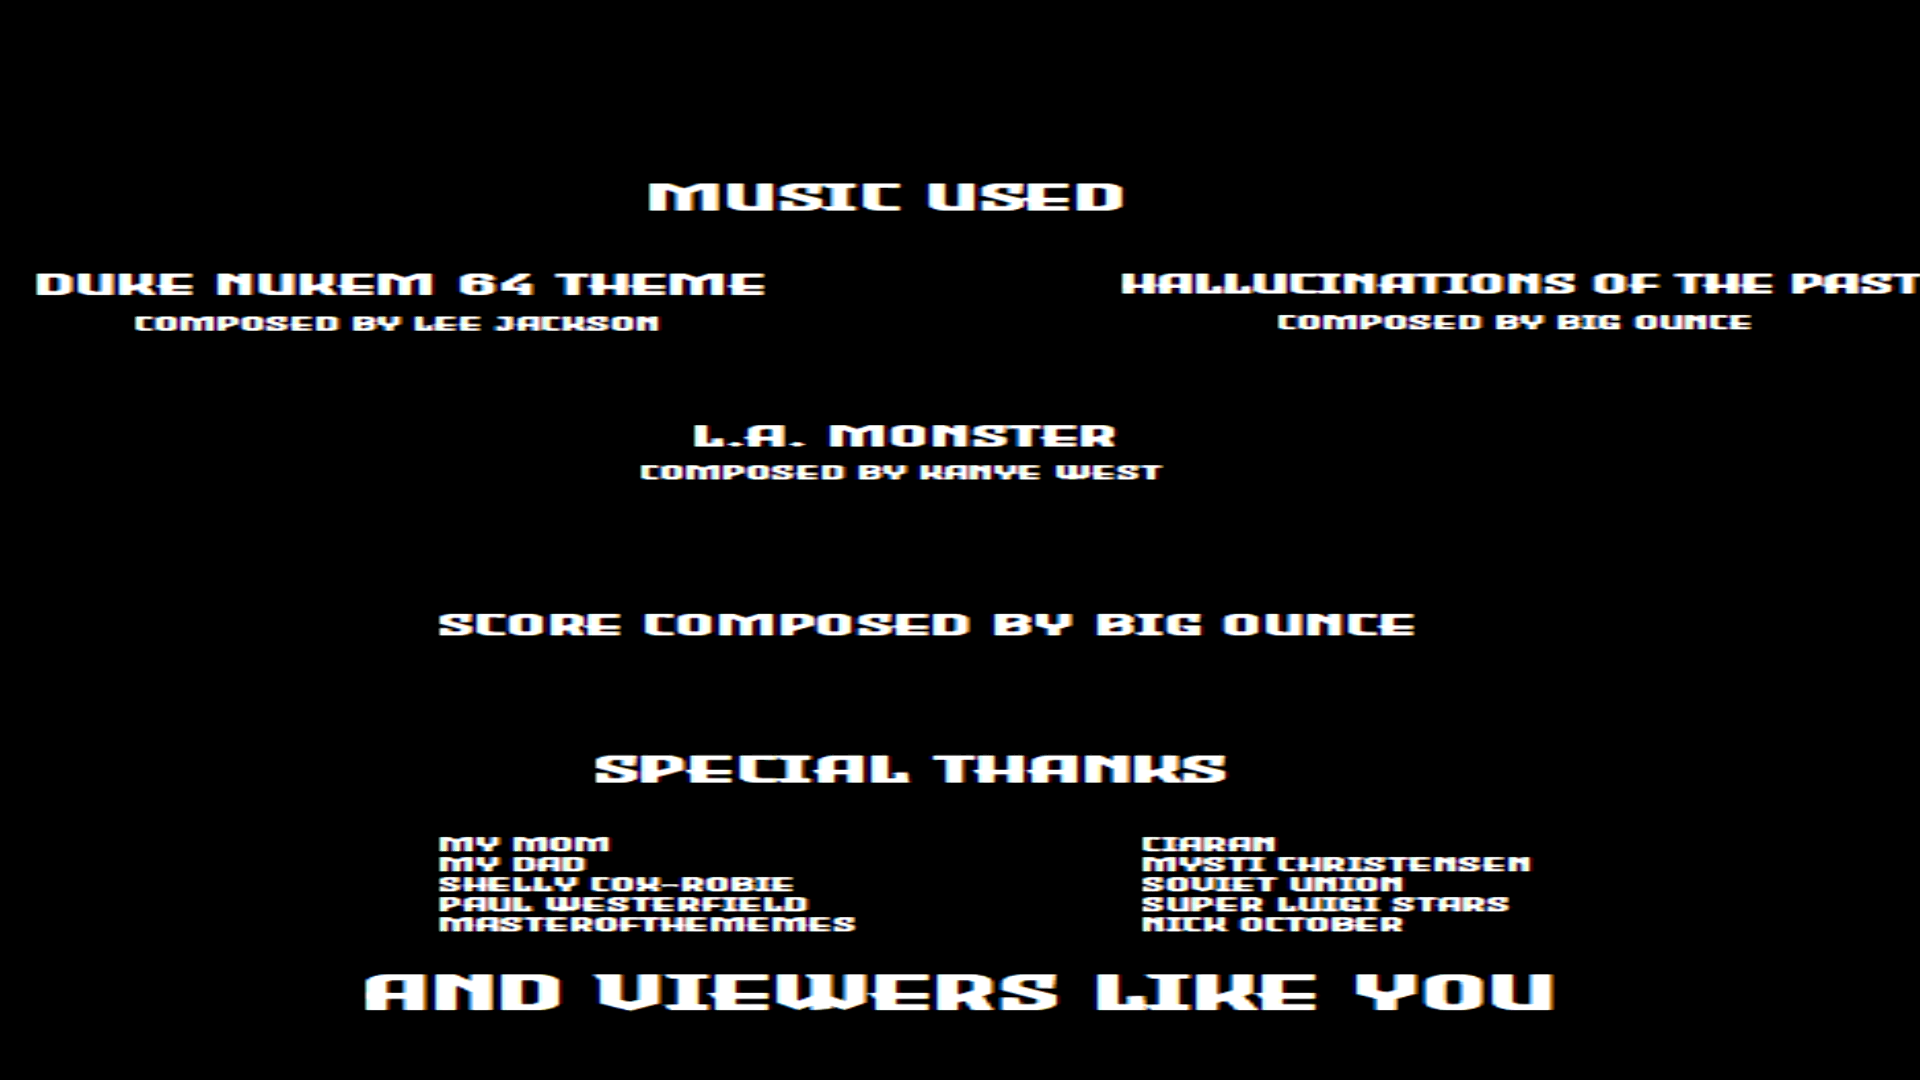 MUSIC USED
DUKE NUKEM 64 THEME
COMPOSED BY LEE JACKSON
HALLUCINATIONS OF THE PAST
COMPOSED BY BIG OUNCE
L.A. MONSTER
COMPOSED BY KANYE WEST
SCORE COMPOSED BY BIG OUNCE
SPECIAL THANKS
MY MOM
MY DAD
SHELLY COX-ROBIE
PAUL WESTERFIELD
MASTEROFTHEMEMES
CIARAN
MYSTI CHRISTENSEN
SOVIET UNION
SUPER LUIGI STARS
NICK OCTOBER
AND VIEWERS LIKE YOU